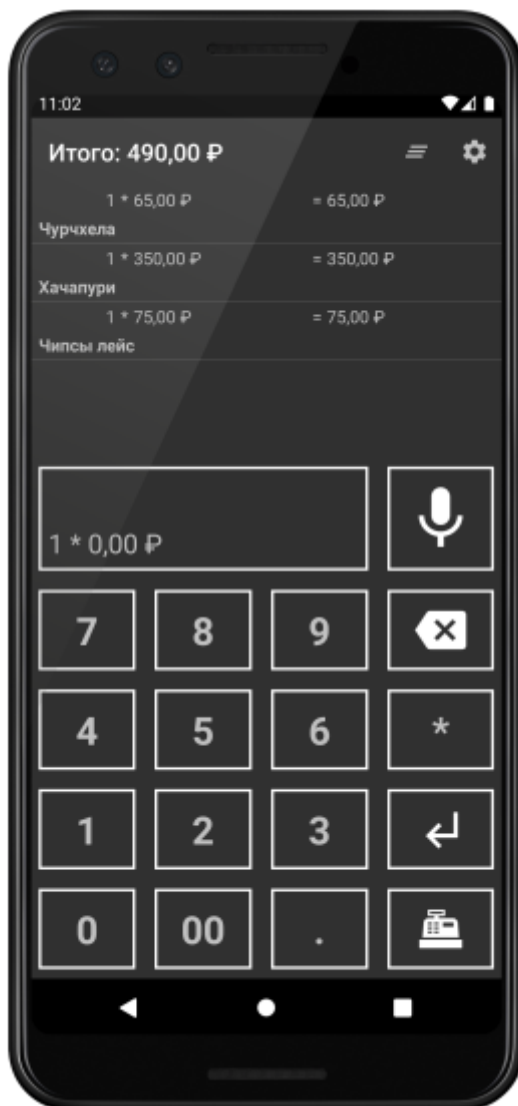 11:02
Итого: 490,00 ₽
1 * 65,00 ₽ = 65,00 ₽
Чурчхела
1 * 350,00 ₽ = 350,00 ₽
Хачапури
1 * 75,00 ₽ = 75,00 ₽
Чипсы лейс
1 * 0,00 ₽
7 8 9
4 5 6 *
1 2 3
0 00 .